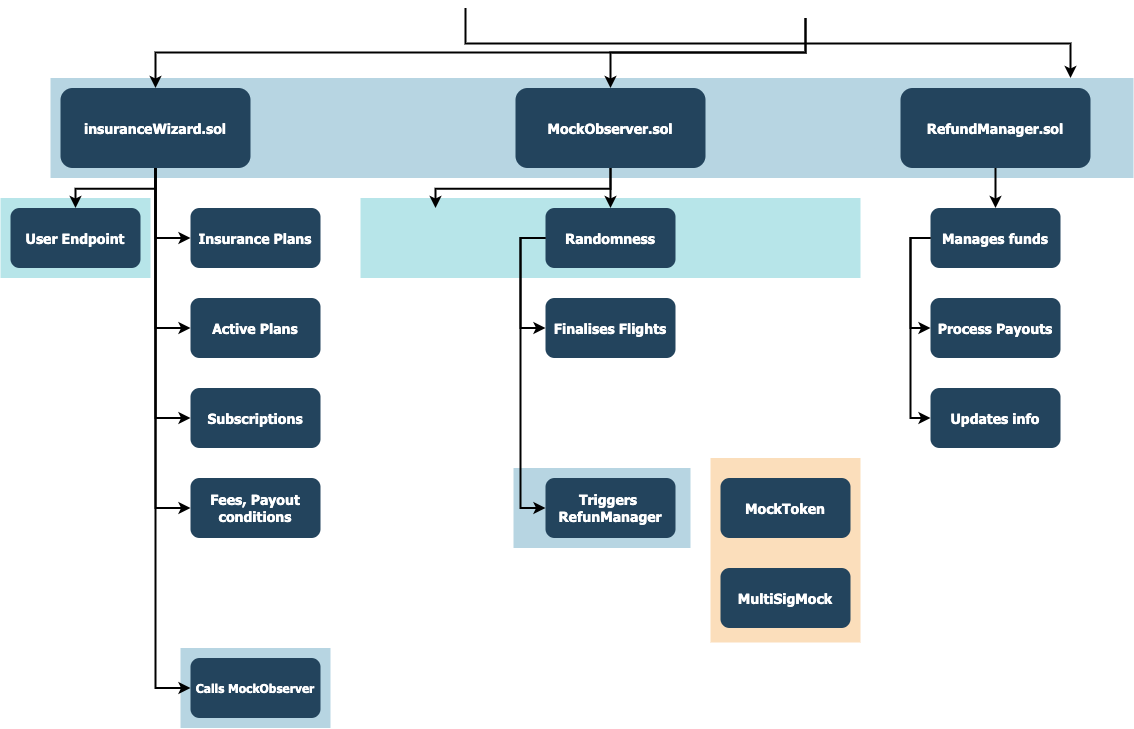 insuranceWizard.sol
MockObserver.sol
RefundManager.sol
User Endpoint
Insurance Plans
Randomness
Manages funds
Active Plans
Finalises Flights
Process Payouts
Subscriptions
Updates info
Fees, Payout
conditions
Triggers
RefunManager
MockToken
MultiSigMock
Calls MockObserver